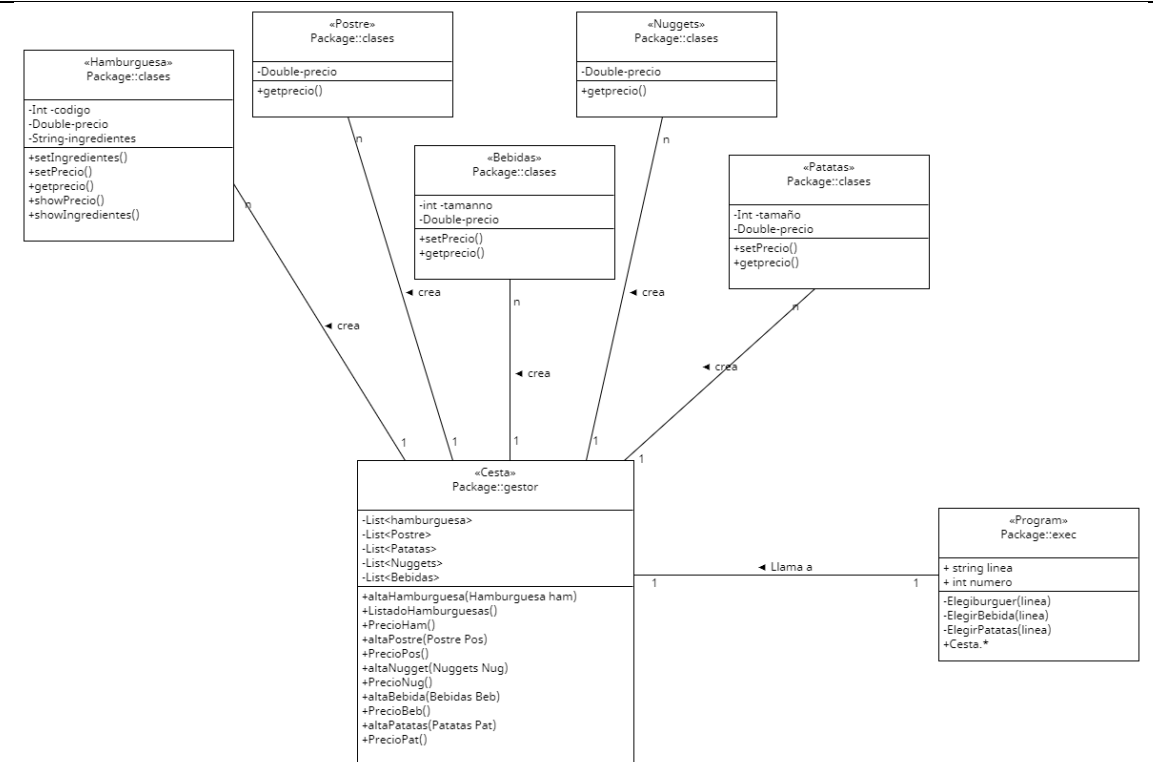 «Postre»
Package::clases
-Double-precio
+getprecio()
«Nuggets»
Package::clases
-Double-precio
+getprecio()
«Hamburguesa»
Package::clases
-Int -codigo
-Double-precio
-String-ingredientes
+setIngredientes()
+setPrecio()
+getprecio()
+showPrecio()
+showIngredientes()
«Bebidas»
Package::clases
-int -tamanno
-Double-precio
+setPrecio()
+getprecio()
«Patatas»
Package::clases
-Int -tamaño
-Double-precio
+setPrecio()
+getprecio()
n
n
n
n
n
◄ crea
◄ crea
◄ crea
◄ crea
◄ crea
1
1
1
1
1
«Cesta»
Package::gestor
-List<hamburguesa>
-List<Postre>
-List<Patatas>
-List<Nuggets>
-List<Bebidas>
+altaHamburguesa(Hamburguesa ham)
+ListadoHamburguesas()
+PrecioHam()
+altaPostre(Postre Pos)
+PrecioPos()
+altaNugget(Nuggets Nug)
+PrecioNug()
+altaBebida(Bebidas Beb)
+PrecioBeb()
+altaPatatas(Patatas Pat)
+PrecioPat()
◄ Llama a
1
1
«Program»
Package::exec
+ string linea
+ int numero
-Elegiburguer(linea)
-ElegirBebida(linea)
-ElegirPatatas(linea)
+Cesta.*